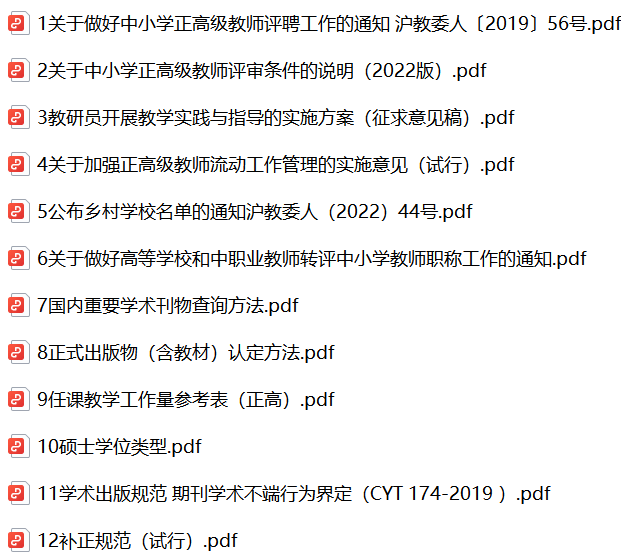 1关于做好中小学正高级教师评聘工作的通知 沪教委人〔2019〕56号.pdf
2关于中小学正高级教师评审条件的说明（2022版）.pdf
3教研员开展教学实践与指导的实施方案（征求意见稿）.pdf
4关于加强正高级教师流动工作管理的实施意见（试行）.pdf
5公布乡村学校名单的通知沪教委人（2022）44号.pdf
6关于做好高等学校和中职业教师转评中小学教师职称工作的通知.pdf
7国内重要学术刊物查询方法.pdf
8正式出版物（含教材）认定方法.pdf
9任课教学工作量参考表（正高）.pdf
10硕士学位类型.pdf
11学术出版规范 期刊学术不端行为界定（CYT 174-2019 ）.pdf
12补正规范（试行）.pdf